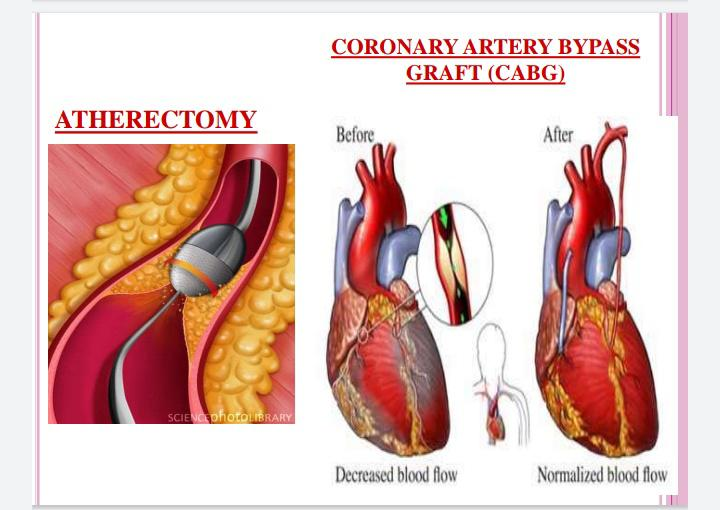 CORONARY ARTERY BYPASS
GRAFT (CABG)
ATHERECTOMY
Before
After
SCIENCEphotoLIBRARY
Decreased blood flow
Normalized blood flow